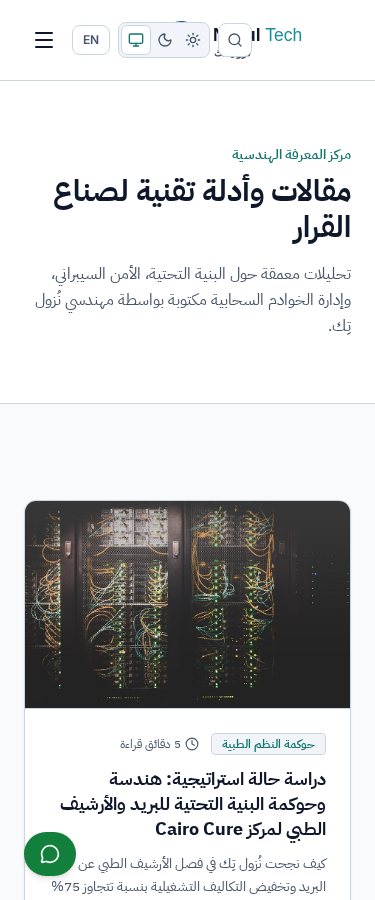 Tech
EN
مركز المعرفة الهندسية
مقالات وأدلة تقنية لصناع
القرار
تحليلات معمقة حول البنية التحتية، الأمن السيبراني،
وإدارة الخوادم السحابية مكتوبة بواسطة مهندسي نُزول
تِك.
حوكمة النظم الطبية
5 دقائق قراءة
دراسة حالة استراتيجية: هندسة
وحوكمة البنية التحتية للبريد والأرشيف
الطبي لمركز Cairo Cure
كيف نجحت نُزول تِك في فصل الأرشيف الطبي عن
البريد وتخفيض التكاليف التشغيلية بنسبة تتجاوز 75%